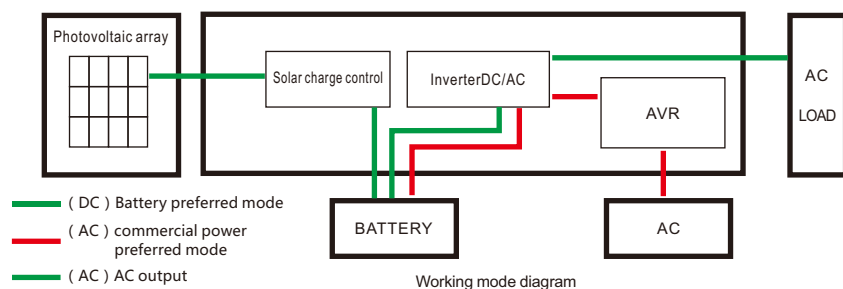 Photovoltaic array
Solar charge control
InverterDC/AC
AVR
AC
LOAD
BATTERY
AC
( DC ) Battery preferred mode
( AC ) commercial power
preferred mode
( AC ) AC output
Working mode diagram